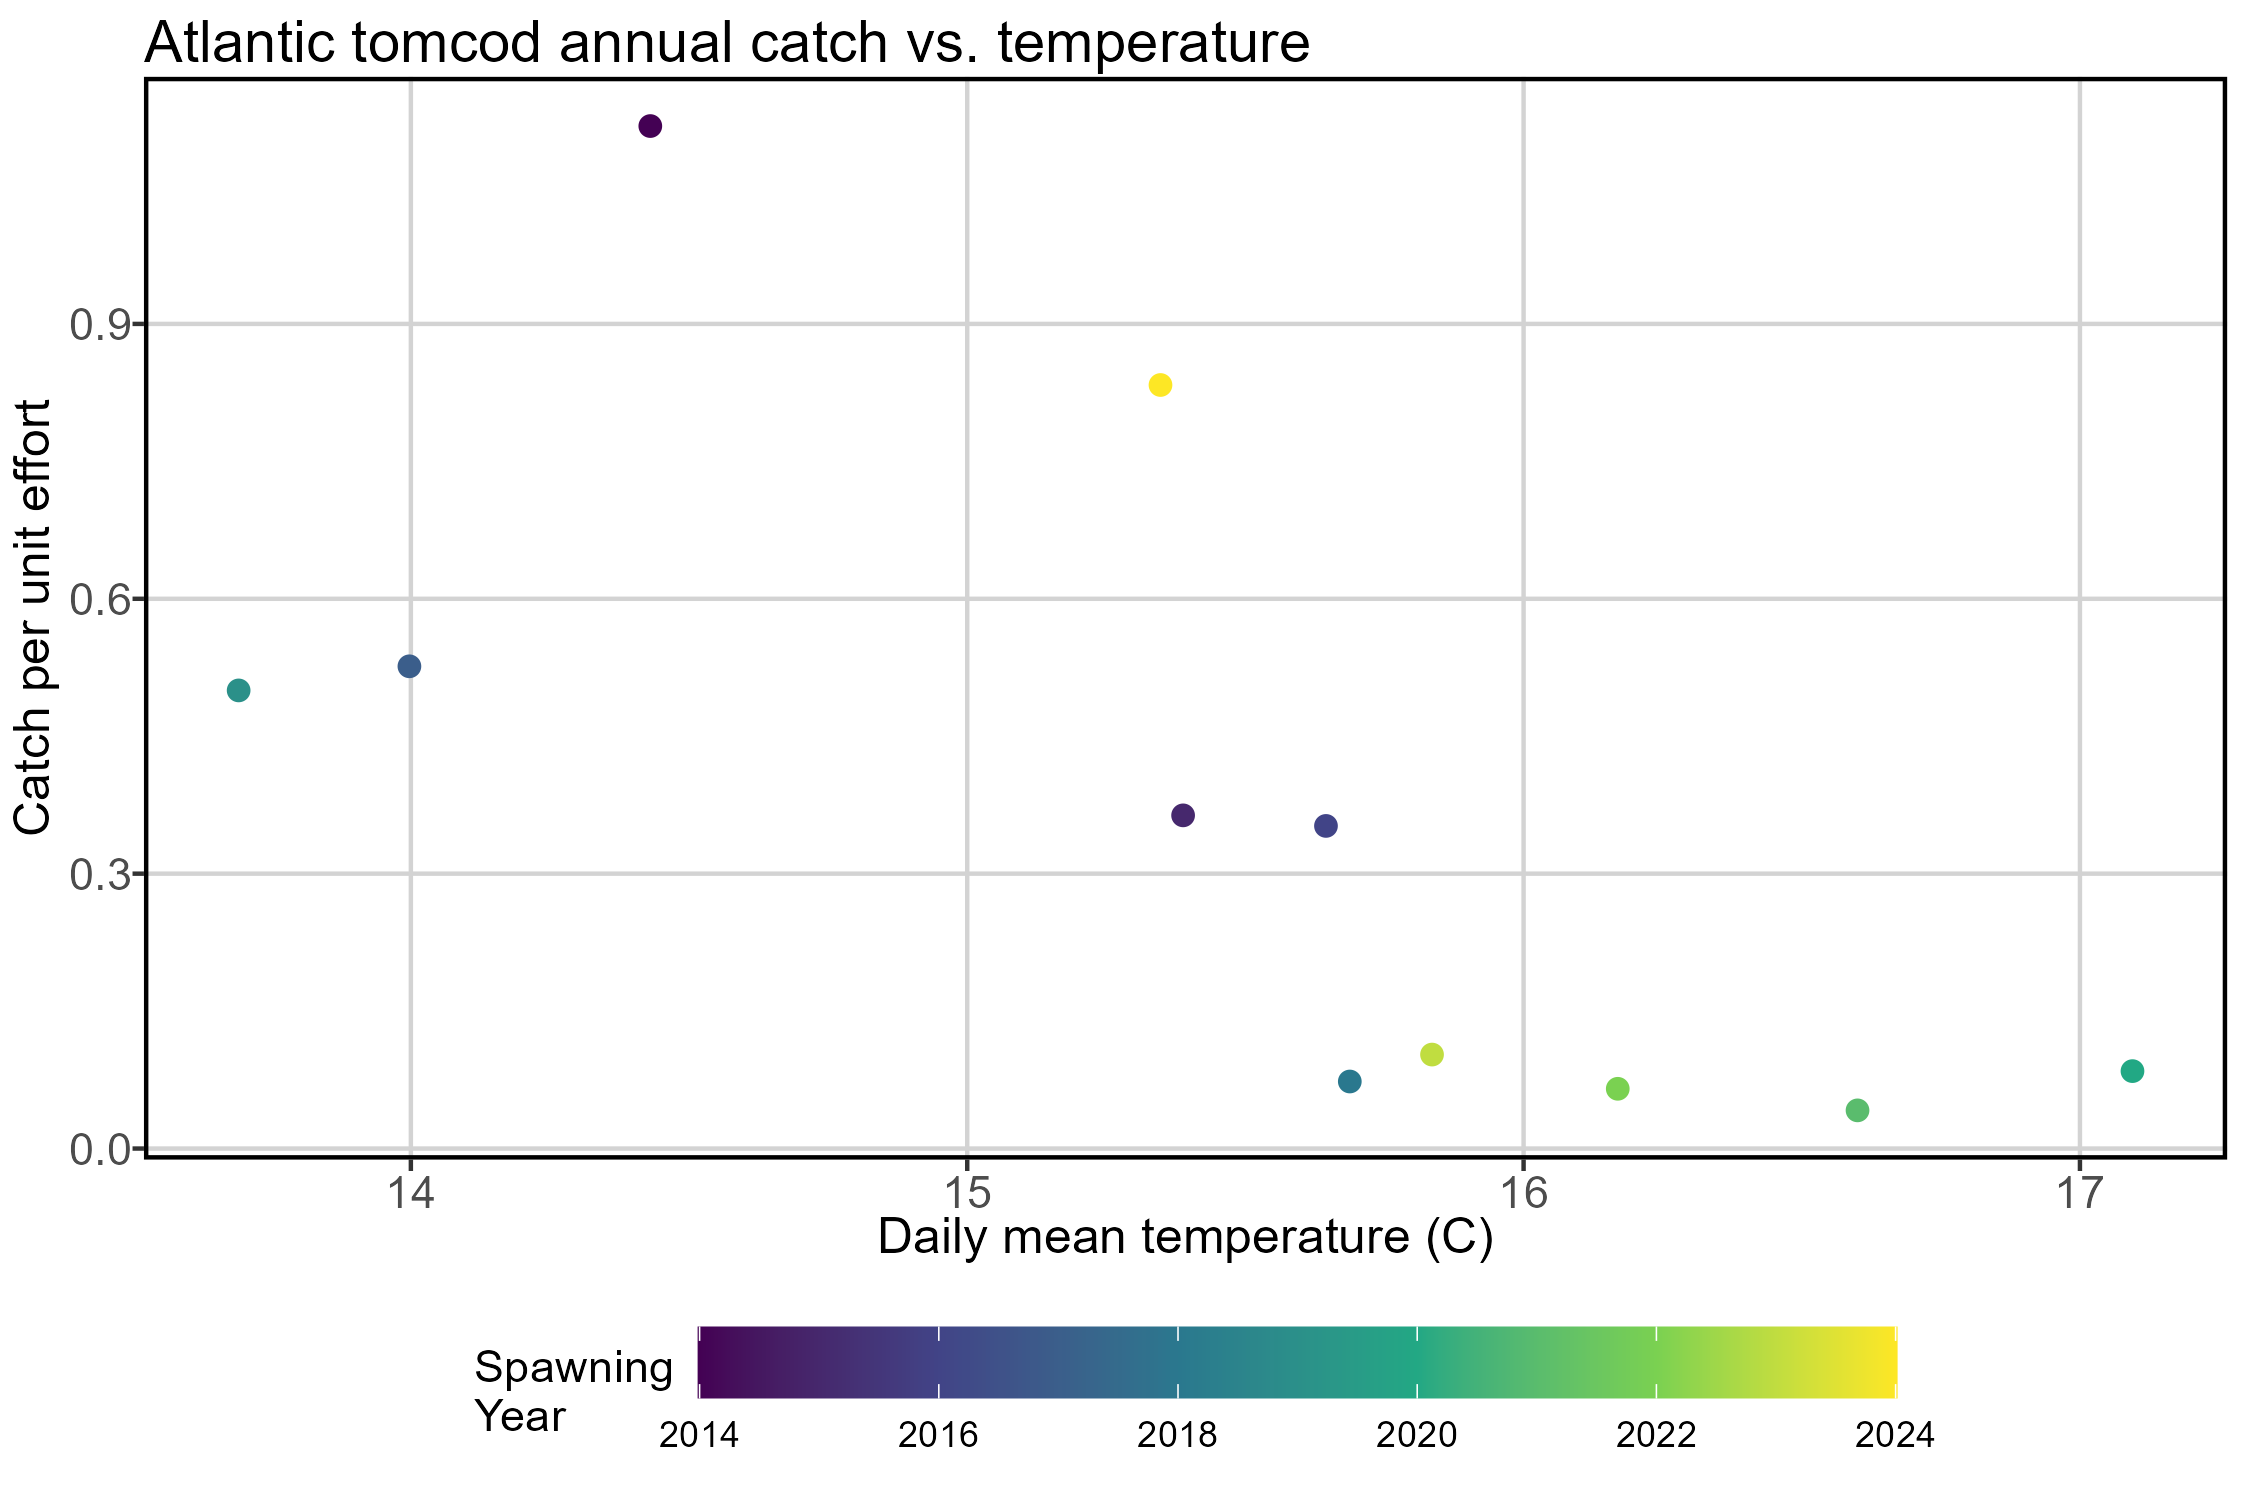 Atlantic tomcod annual catch vs. temperature
Catch per unit effort
0.9
0.6
0.3
0.0
14 15 16 17
Daily mean temperature (C)
Spawning
Year
2014 2016 2018 2020 2022 2024